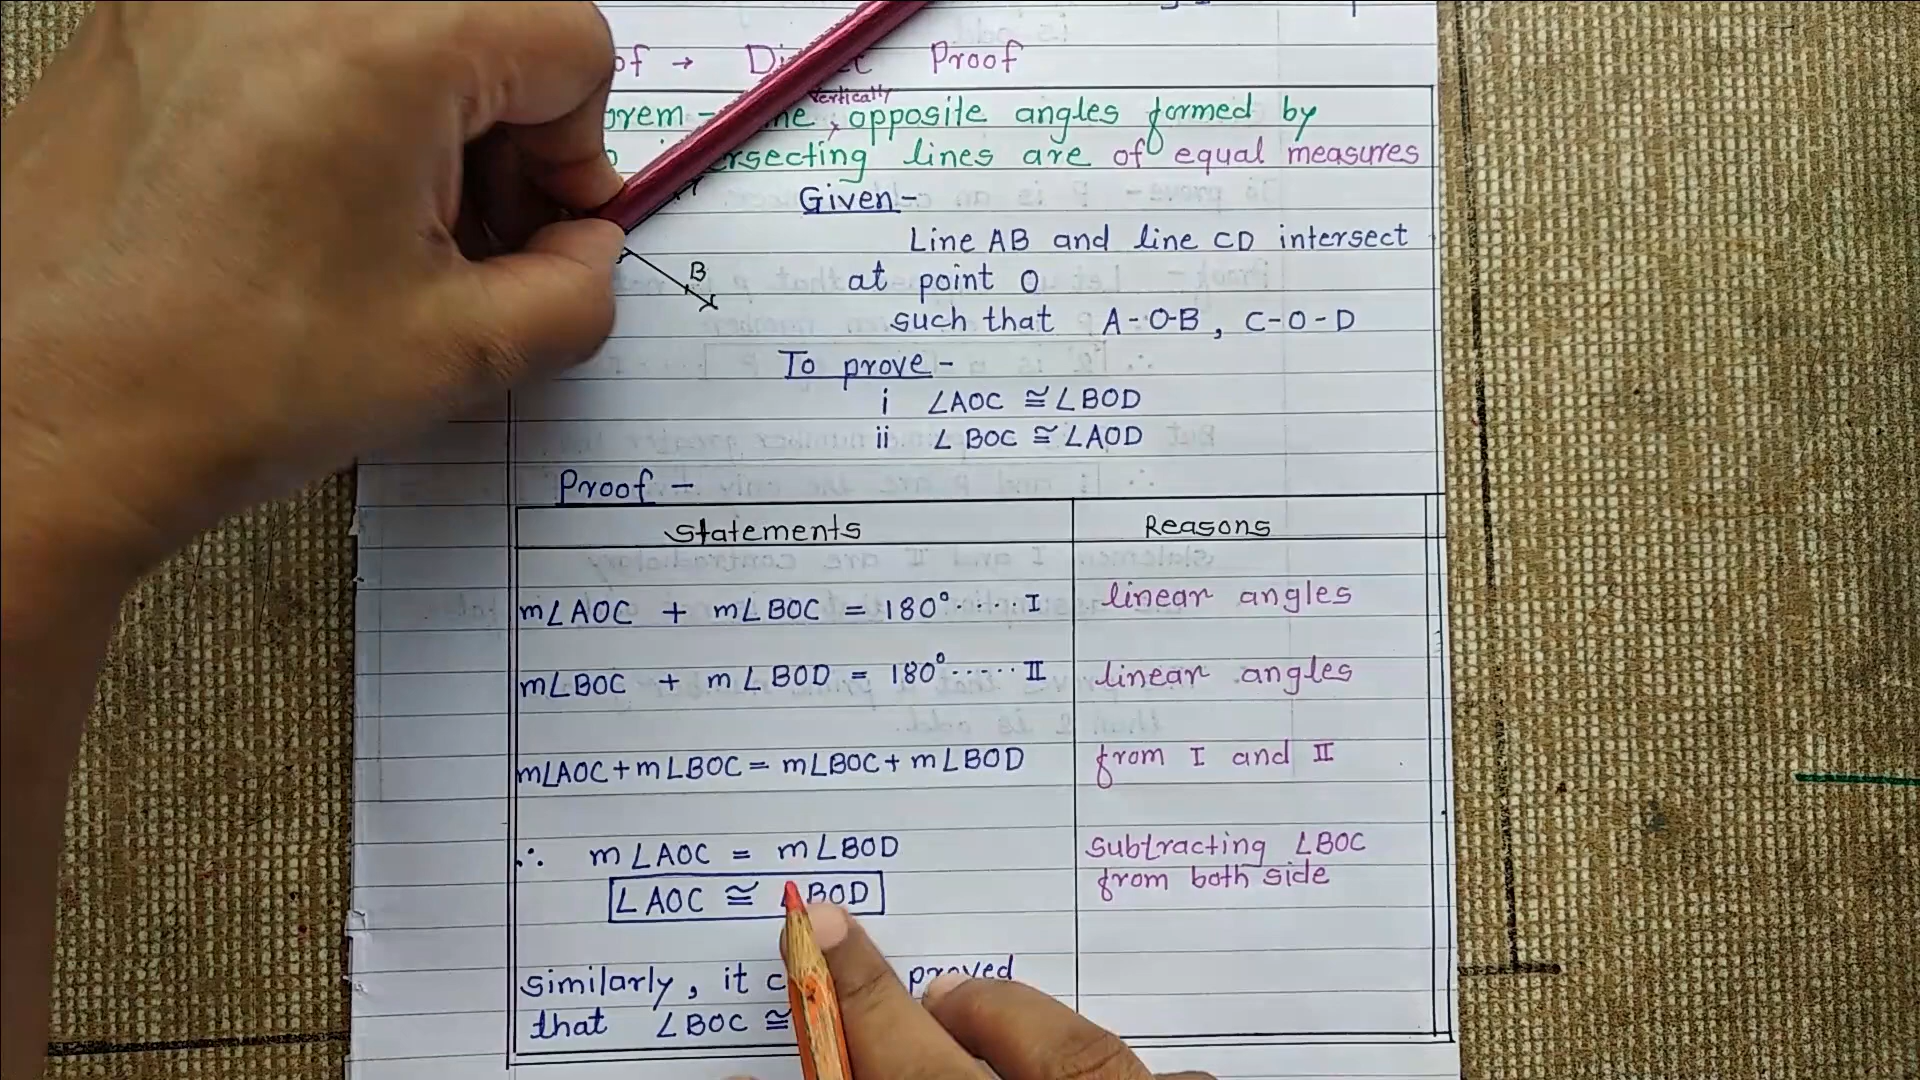 → Proof
vertically
opposite angles formed by
lines are of equal measures
Given-
Line AB and line CD intersect
B
at point O
such that A-O-B, C-O-D
To prove-
i ∠AOC ≅ ∠BOD
ii ∠BOC ≅ ∠AOD
Proof -
Statements Reasons
m∠AOC + m∠BOC = 180°.....I linear angles
m∠BOC + m∠BOD = 180°.....II linear angles
m∠AOC + m∠BOC = m∠BOC + m∠BOD from I and II
∴ m∠AOC = m∠BOD subtracting ∠BOC
∠AOC ≅ ∠BOD from both side
similarly, it proved
that ∠BOC ≅